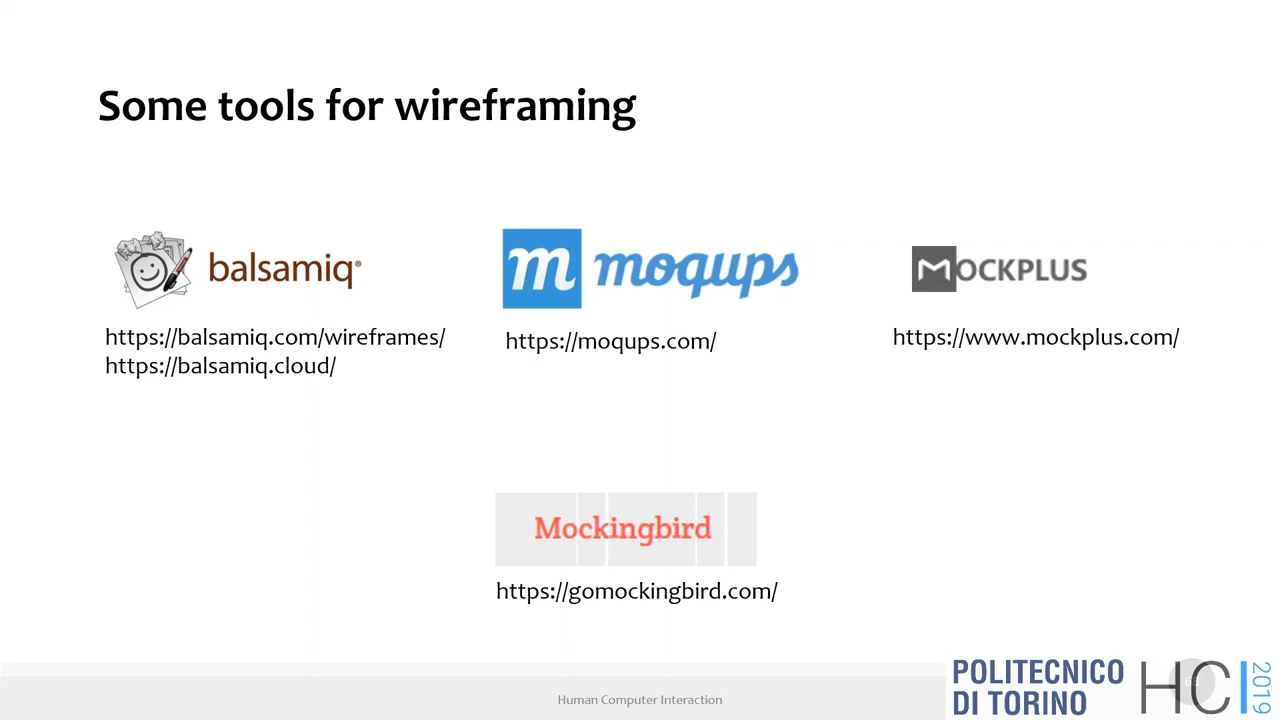 Some tools for wireframing
balsamiq®
moqups
MOCKPLUS
https://balsamiq.com/wireframes/
https://balsamiq.cloud/
https://moqups.com/
https://www.mockplus.com/
Mockingbird
https://gomockingbird.com/
Human Computer Interaction
POLITECNICO
DI TORINO
HCI
2019